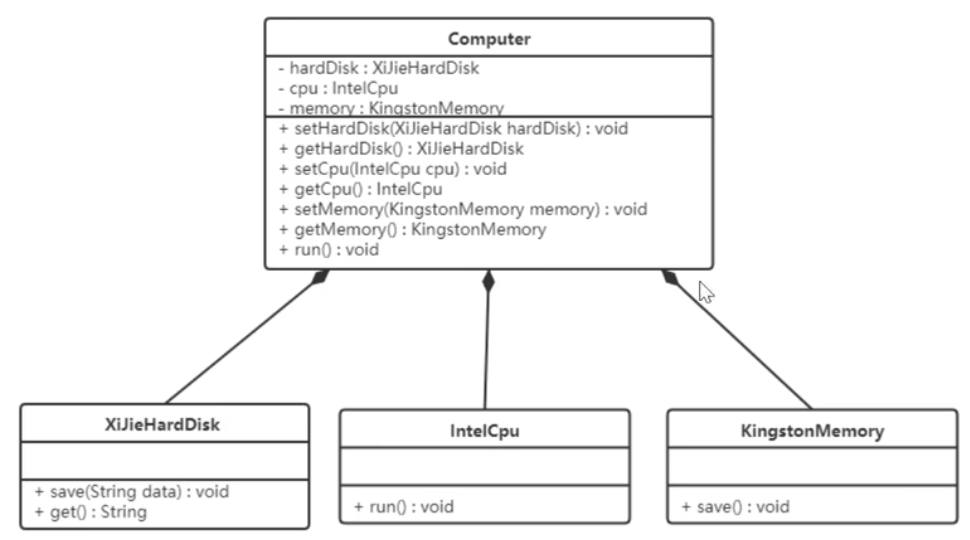 Computer
- hardDisk : XiJieHardDisk
- cpu : IntelCpu
- memory : KingstonMemory
+ setHardDisk(XiJieHardDisk hardDisk) : void
+ getHardDisk() : XiJieHardDisk
+ setCpu(IntelCpu cpu) : void
+ getCpu() : IntelCpu
+ setMemory(KingstonMemory memory) : void
+ getMemory() : KingstonMemory
+ run() : void
XiJieHardDisk
+ save(String data) : void
+ get() : String
IntelCpu
+ run() : void
KingstonMemory
+ save() : void